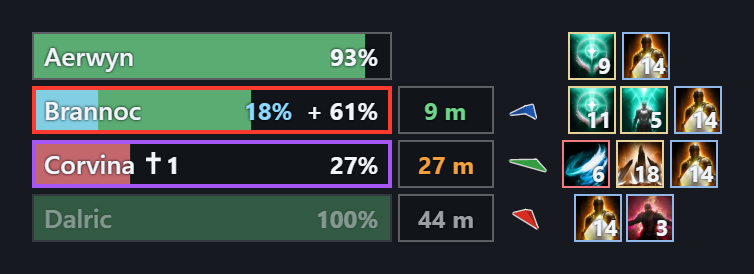 Aerwyn 93% 9 14
Brannoc 18% + 61% 9 m 11 5 14
Corvina ✝1 27% 27 m 6 18 14
Dalric 100% 44 m 14 3